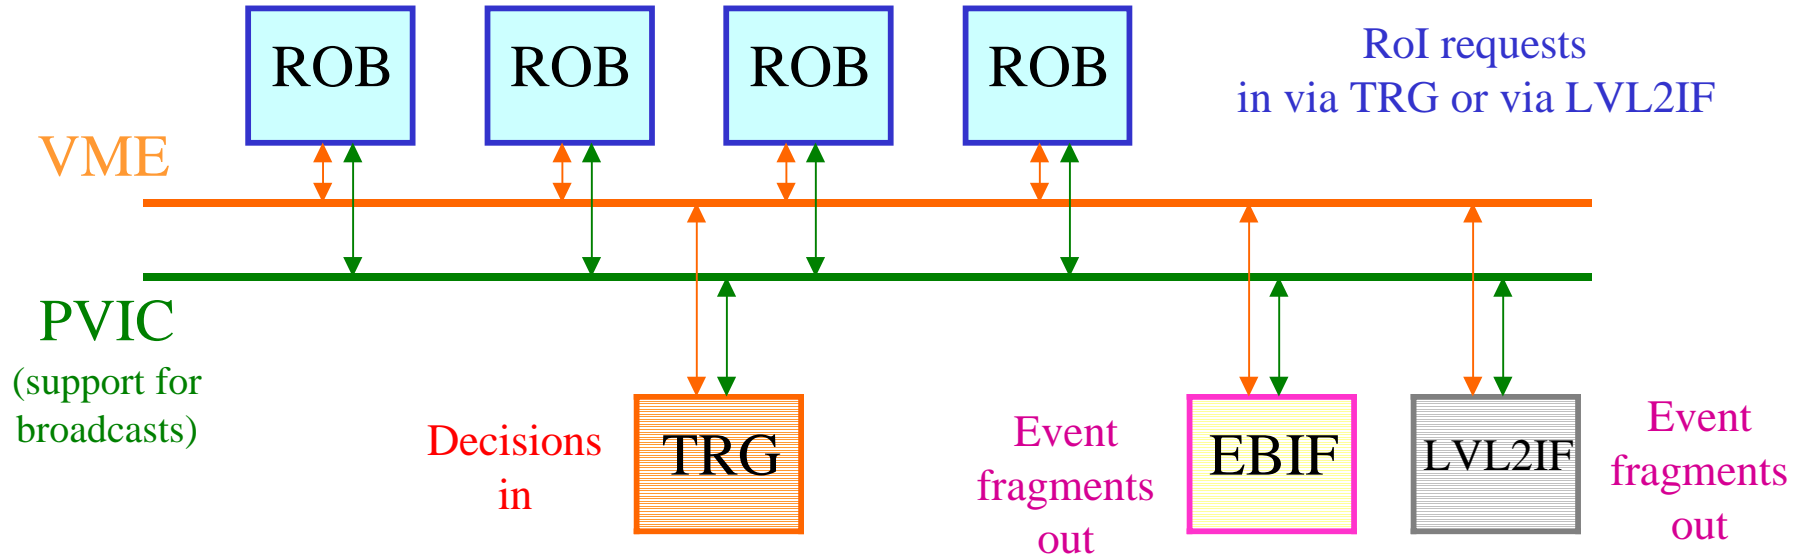 ROB
ROB
ROB
ROB
RoI requests
in via TRG or via LVL2IF
VME
PVIC
(support for
broadcasts)
Decisions
in
TRG
Event
fragments
out
EBIF
LVL2IF
Event
fragments
out